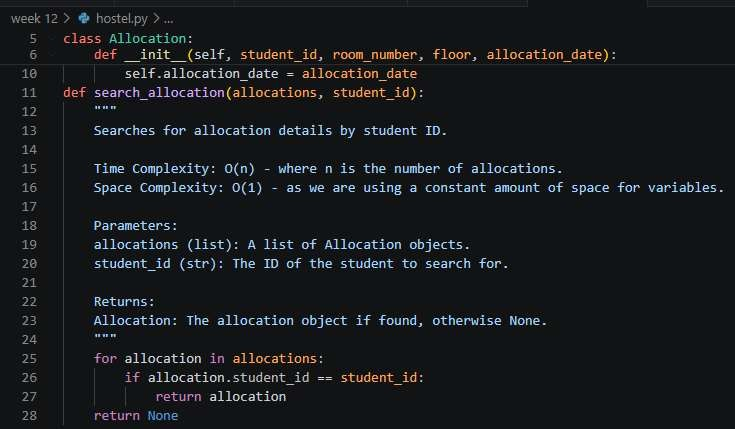 week 12 > hostel.py > ...
5 class Allocation:
6 def __init__(self, student_id, room_number, floor, allocation_date):
10 self.allocation_date = allocation_date
11 def search_allocation(allocations, student_id):
12 """
13 Searches for allocation details by student ID.
14
15 Time Complexity: O(n) - where n is the number of allocations.
16 Space Complexity: O(1) - as we are using a constant amount of space for variables.
17
18 Parameters:
19 allocations (list): A list of Allocation objects.
20 student_id (str): The ID of the student to search for.
21
22 Returns:
23 Allocation: The allocation object if found, otherwise None.
24 """
25 for allocation in allocations:
26 if allocation.student_id == student_id:
27 return allocation
28 return None